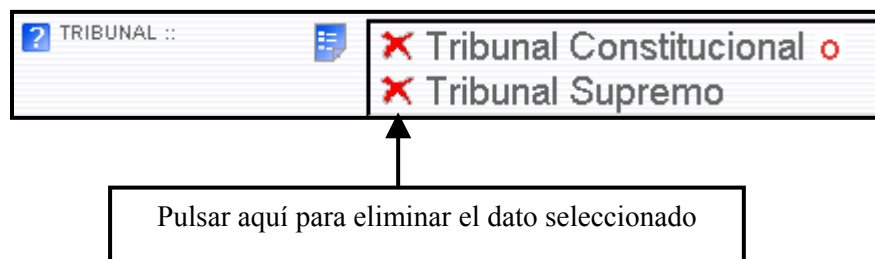 ? TRIBUNAL ::
Tribunal Constitucional o
Tribunal Supremo
Pulsar aquí para eliminar el dato seleccionado